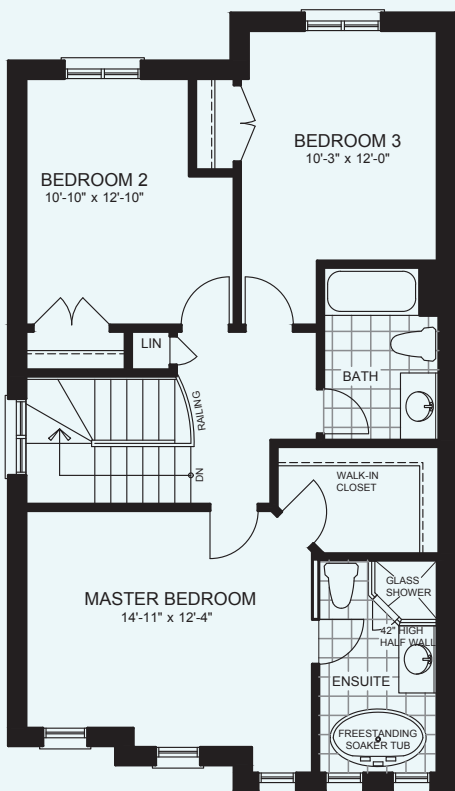 BEDROOM 3
10'-3" x 12'-0"
BEDROOM 2
10'-10" x 12'-10"
LIN
BATH
RAILING
DN
WALK-IN
CLOSET
MASTER BEDROOM
14'-11" x 12'-4"
GLASS
SHOWER
42" HIGH
HALF WALL
ENSUITE
FREESTANDING
SOAKER TUB